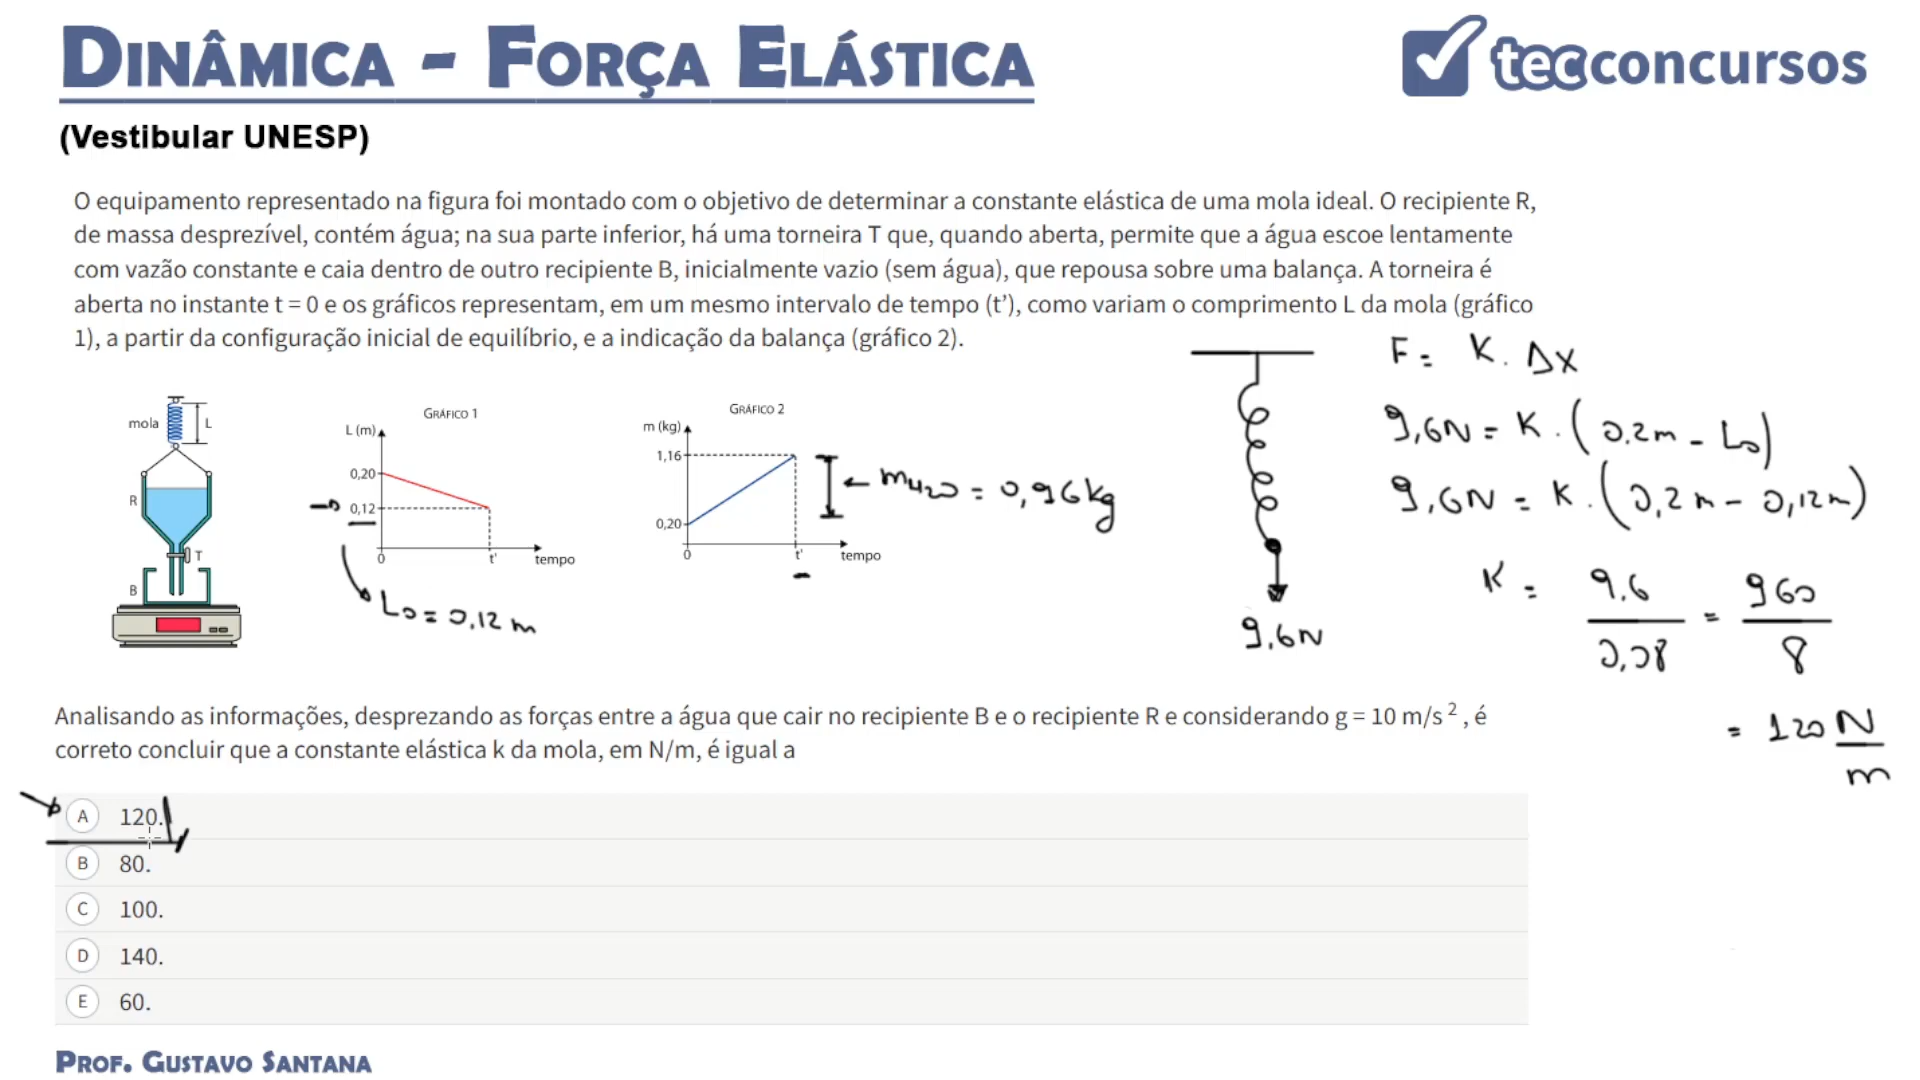 DINÂMICA - FORÇA ELÁSTICA
tecconcursos
(Vestibular UNESP)
O equipamento representado na figura foi montado com o objetivo de determinar a constante elástica de uma mola ideal. O recipiente R,
de massa desprezível, contém água; na sua parte inferior, há uma torneira T que, quando aberta, permite que a água escoe lentamente
com vazão constante e caia dentro de outro recipiente B, inicialmente vazio (sem água), que repousa sobre uma balança. A torneira é
aberta no instante t = 0 e os gráficos representam, em um mesmo intervalo de tempo (t’), como variam o comprimento L da mola (gráfico
1), a partir da configuração inicial de equilíbrio, e a indicação da balança (gráfico 2).
mola
L
R
T
B
GRÁFICO 1
L (m)
0,20
0,12
0
t'
tempo
L0 = 0,12 m
GRÁFICO 2
m (kg)
1,16
0,20
0
t'
tempo
mH2O = 0,96kg
9,6N
F = K . Δx
9,6N = K . (0,2m - L0)
9,6N = K . (0,2m - 0,12m)
K = 9,6 / 0,08 = 960 / 8
= 120 N/m
Analisando as informações, desprezando as forças entre a água que cair no recipiente B e o recipiente R e considerando g = 10 m/s ² , é
correto concluir que a constante elástica k da mola, em N/m, é igual a
A 120.
B 80.
C 100.
D 140.
E 60.
PROF. GUSTAVO SANTANA